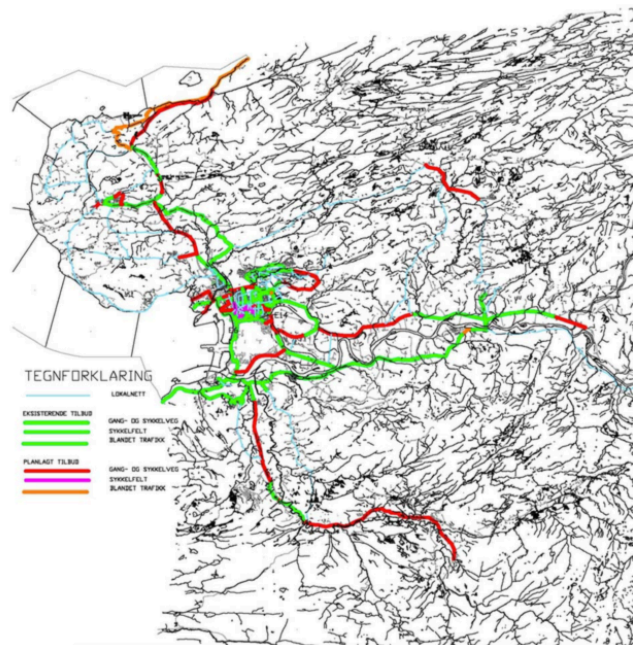 TEGNFORKLARING
LOKALNETT
EKSISTERENDE TILBUD
GANG- OG SYKKELVEG
SYKKELFELT
BLANDET TRAFIKK
PLANLAGT TILBUD
GANG- OG SYKKELVEG
SYKKELFELT
BLANDET TRAFIKK